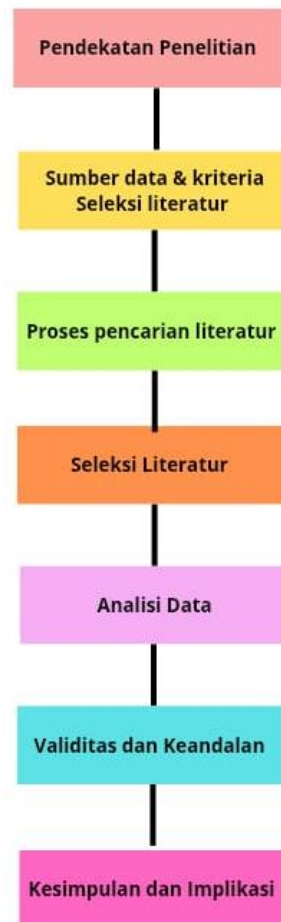 Pendekatan Penelitian
Sumber data & kriteria
Seleksi literatur
Proses pencarian literatur
Seleksi Literatur
Analisi Data
Validitas dan Keandalan
Kesimpulan dan Implikasi